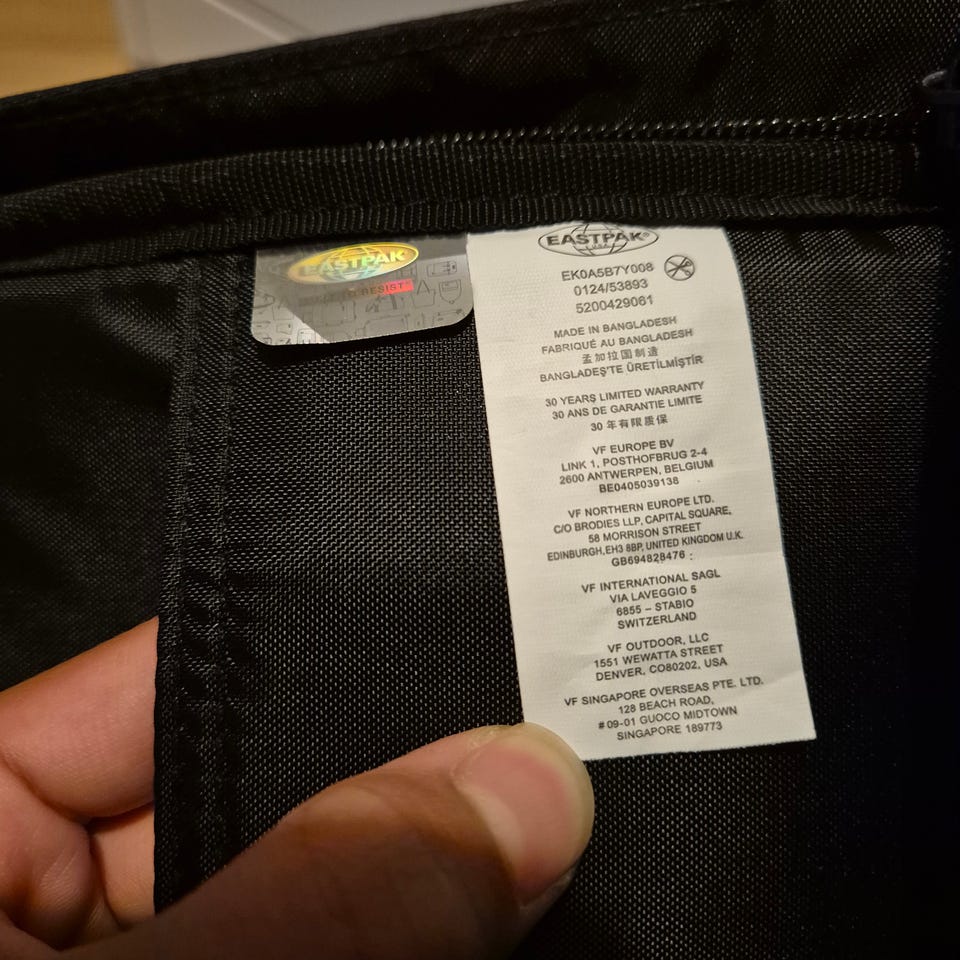 EASTPAK
RESIST
EASTPAK®
USA
EK0A5B7Y008
0124/53893
5200429061
MADE IN BANGLADESH
FABRIQUÉ AU BANGLADESH
孟加拉国制造
BANGLADEŞ'TE ÜRETİLMİŞTİR
30 YEARS LIMITED WARRANTY
30 ANS DE GARANTIE LIMITE
30 年有限质保
VF EUROPE BV
LINK 1, POSTHOFBRUG 2-4
2600 ANTWERPEN, BELGIUM
BE0405039138
VF NORTHERN EUROPE LTD.
C/O BRODIES LLP, CAPITAL SQUARE,
58 MORRISON STREET
EDINBURGH,EH3 8BP, UNITED KINGDOM U.K.
GB694828476 :
VF INTERNATIONAL SAGL
VIA LAVEGGIO 5
6855 – STABIO
SWITZERLAND
VF OUTDOOR, LLC
1551 WEWATTA STREET
DENVER, CO80202, USA
VF SINGAPORE OVERSEAS PTE. LTD.
128 BEACH ROAD,
# 09-01 GUOCO MIDTOWN
SINGAPORE 189773